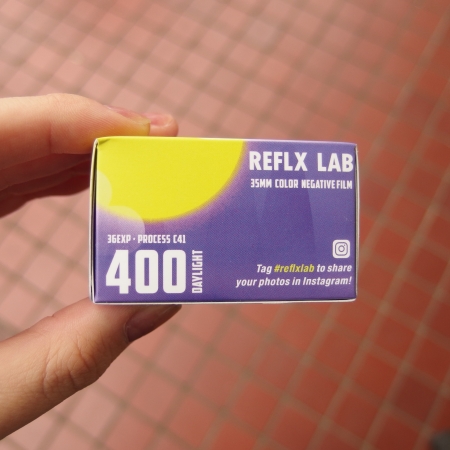 REFLX LAB
35MM COLOR NEGATIVE FILM
36EXP · PROCESS C41
400
DAYLIGHT
Tag #reflxlab to share
your photos in Instagram!